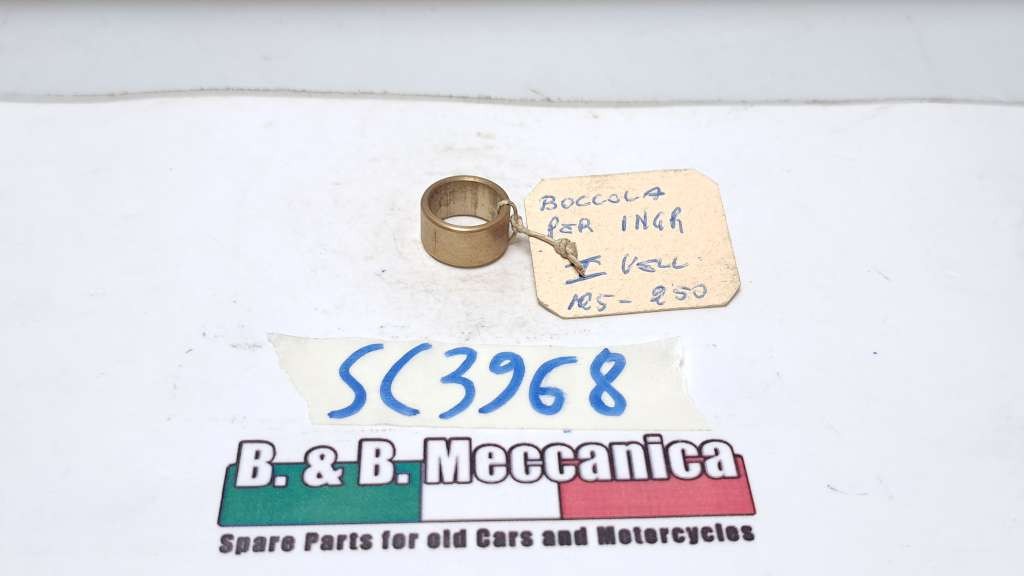 BOCCOLA
PER INGR
I VELL.
125-250
SC3968
B. & B. Meccanica
Spare Parts for old Cars and Motorcycles